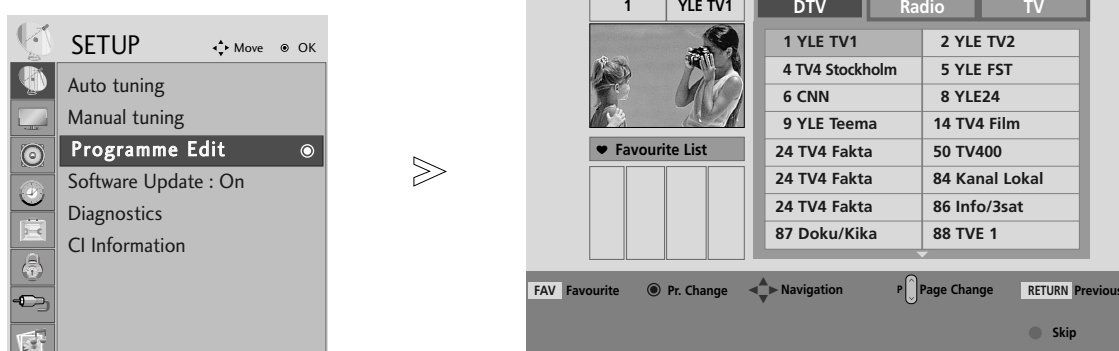 SETUP Move OK
Auto tuning
Manual tuning
Programme Edit
Software Update : On
Diagnostics
CI Information
1 YLE TV1
DTV Radio TV
Favourite List
1 YLE TV1 2 YLE TV2
4 TV4 Stockholm 5 YLE FST
6 CNN 8 YLE24
9 YLE Teema 14 TV4 Film
24 TV4 Fakta 50 TV400
24 TV4 Fakta 84 Kanal Lokal
24 TV4 Fakta 86 Info/3sat
87 Doku/Kika 88 TVE 1
FAV Favourite Pr. Change Navigation P Page Change RETURN Previous
Skip